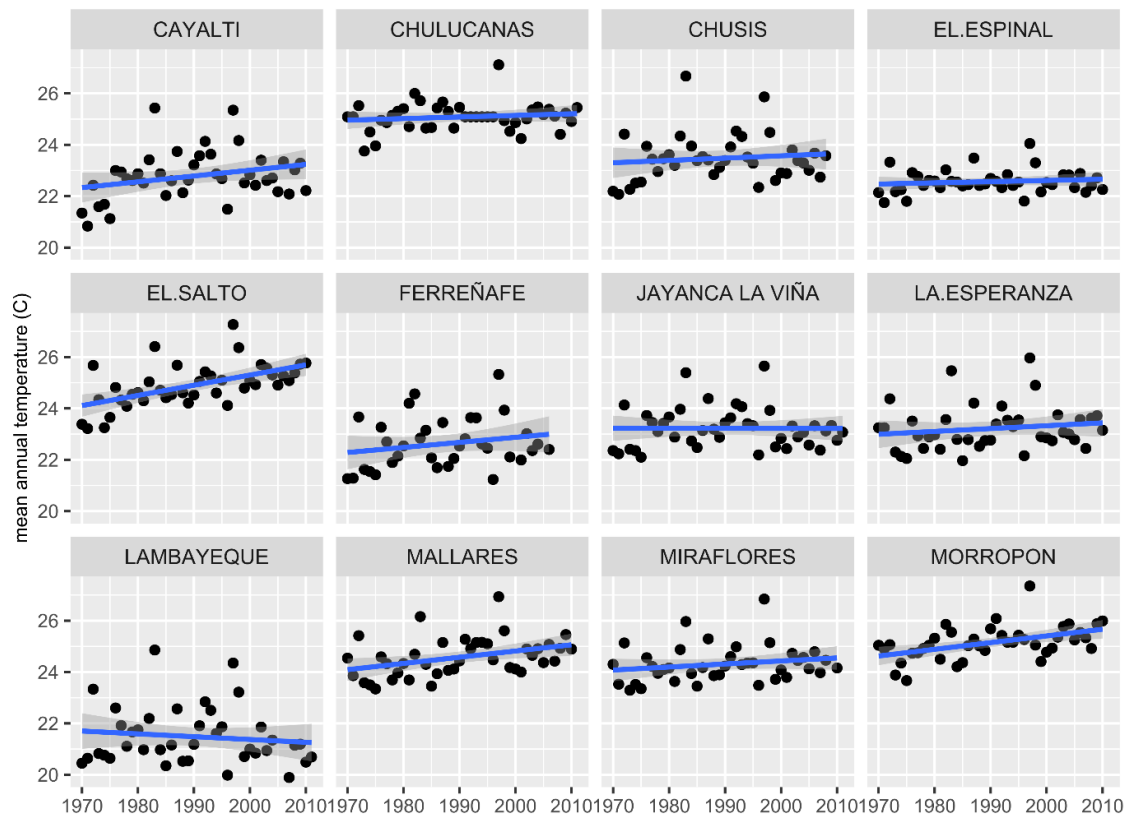 CAYALTI CHULUCANAS CHUSIS EL.ESPINAL
26
24
22
20
EL.SALTO FERREÑAFE JAYANCA LA VIÑA LA.ESPERANZA
mean annual temperature (C)
26
24
22
20
LAMBAYEQUE MALLARES MIRAFLORES MORROPON
26
24
22
20
1970 1980 1990 2000 2010 1970 1980 1990 2000 2010 1970 1980 1990 2000 2010 1970 1980 1990 2000 2010